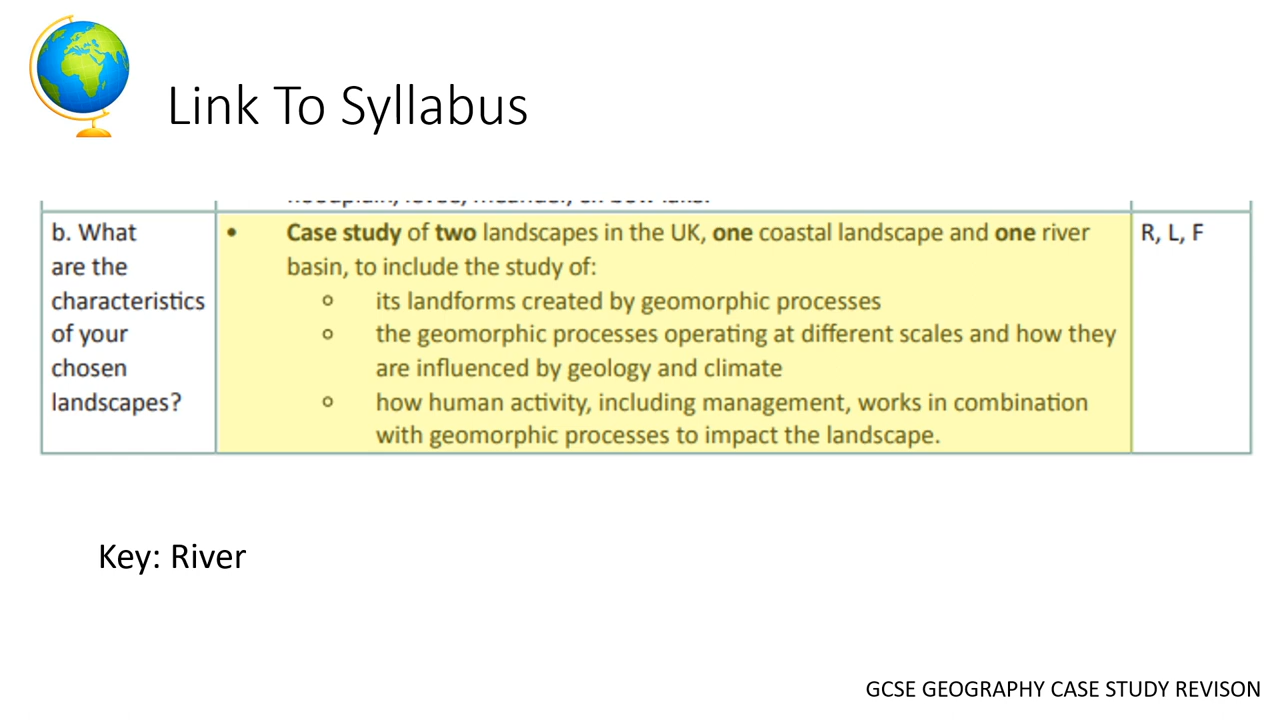 Link To Syllabus
b. What
are the
characteristics
of your
chosen
landscapes?
• Case study of two landscapes in the UK, one coastal landscape and one river
basin, to include the study of:
o its landforms created by geomorphic processes
o the geomorphic processes operating at different scales and how they
are influenced by geology and climate
o how human activity, including management, works in combination
with geomorphic processes to impact the landscape.
R, L, F
Key: River
GCSE GEOGRAPHY CASE STUDY REVISON